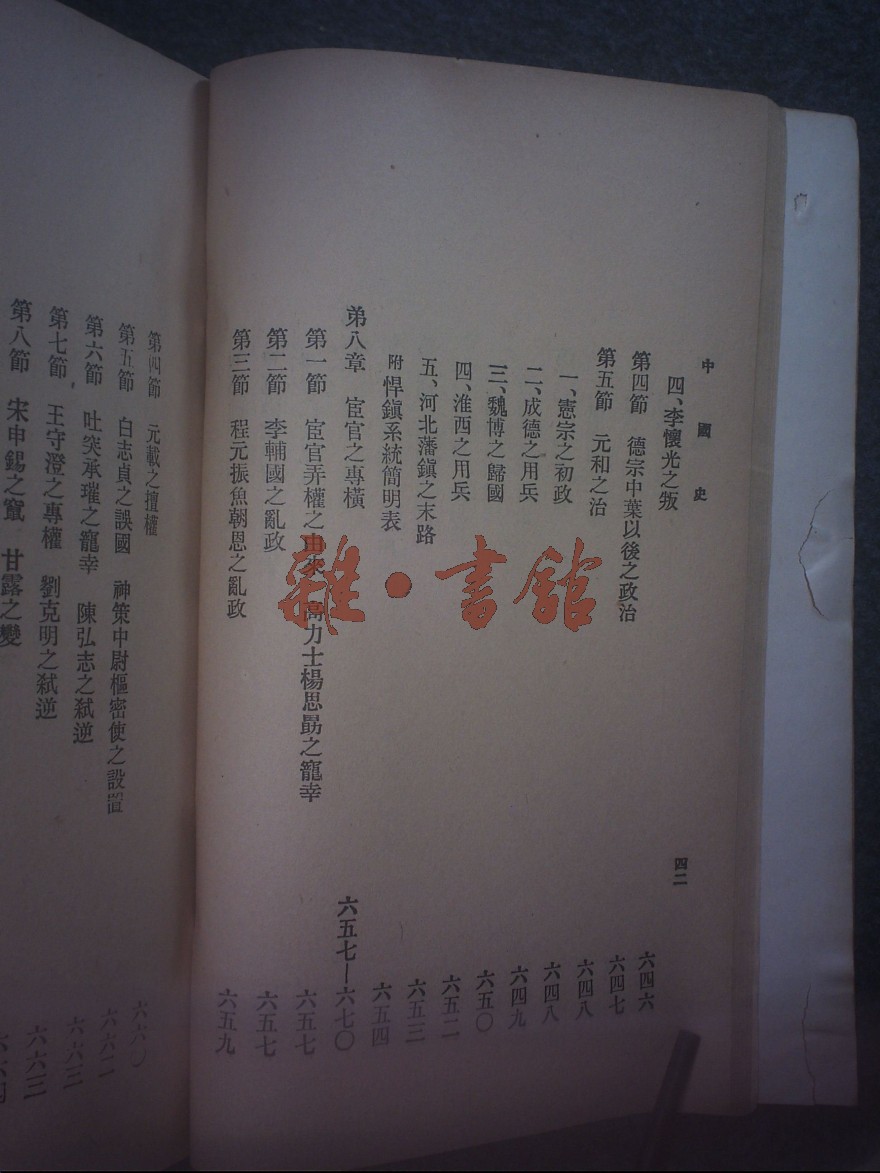 中國史
四二
四、李懷光之叛 六四六
第四節 德宗中葉以後之政治 六四七
第五節 元和之治 六四八
一、憲宗之初政 六四八
二、成德之用兵 六四九
三、魏博之歸國 六五〇
四、淮西之用兵 六五二
五、河北藩鎭之末路 六五三
附 悍鎭系統簡明表 六五四
弟八章 宦官之專橫 六五七—六七〇
第一節 宦官弄權之由來 高力士楊思勗之寵幸 六五七
第二節 李輔國之亂政 六五七
第三節 程元振魚朝恩之亂政 六五九
第四節 元載之擅權 六六〇
第五節 白志貞之誤國 神策中尉樞密使之設置 六六二
第六節 吐突承璀之寵幸 陳弘志之弒逆 六六三
第七節 王守澄之專權 劉克明之弒逆 六六三
第八節 宋申錫之竄 甘露之變
雜·書館